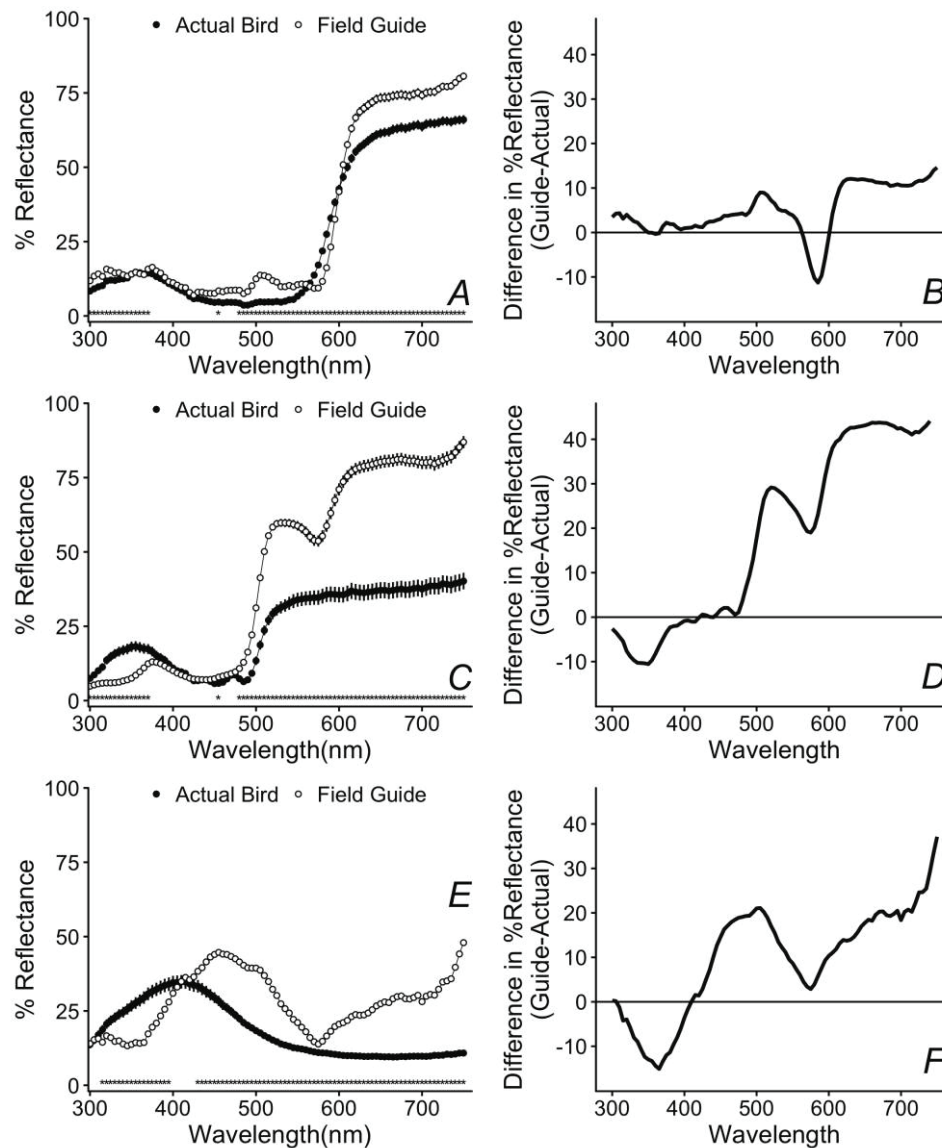 ● Actual Bird ○ Field Guide
% Reflectance
100
75
50
25
0
300 400 500 600 700
Wavelength(nm)
A
Difference in %Reflectance
(Guide-Actual)
40
30
20
10
0
-10
300 400 500 600 700
Wavelength
B
● Actual Bird ○ Field Guide
% Reflectance
100
75
50
25
0
300 400 500 600 700
Wavelength(nm)
C
Difference in %Reflectance
(Guide-Actual)
40
30
20
10
0
-10
300 400 500 600 700
Wavelength
D
● Actual Bird ○ Field Guide
% Reflectance
100
75
50
25
0
300 400 500 600 700
Wavelength(nm)
E
Difference in %Reflectance
(Guide-Actual)
40
30
20
10
0
-10
300 400 500 600 700
Wavelength
F